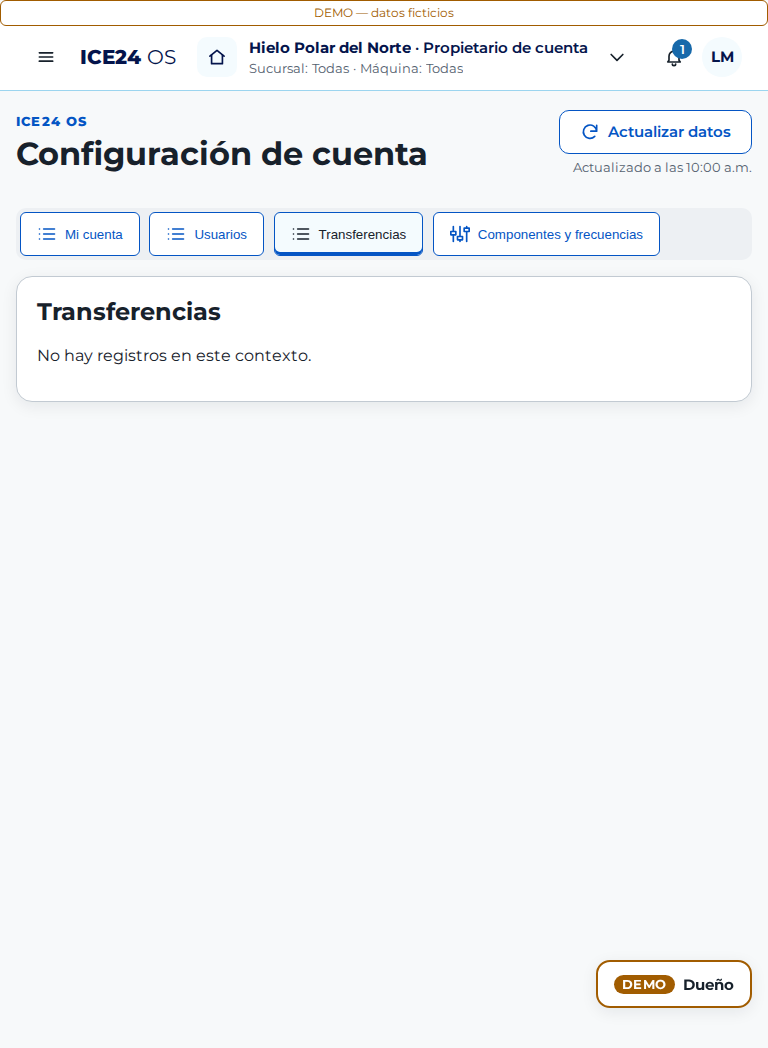 DEMO — datos ficticios
ICE24 OS
Hielo Polar del Norte · Propietario de cuenta
Sucursal: Todas · Máquina: Todas
1
LM
ICE24 OS
Configuración de cuenta
Actualizar datos
Actualizado a las 10:00 a.m.
Mi cuenta
Usuarios
Transferencias
Componentes y frecuencias
Transferencias
No hay registros en este contexto.
DEMO Dueño